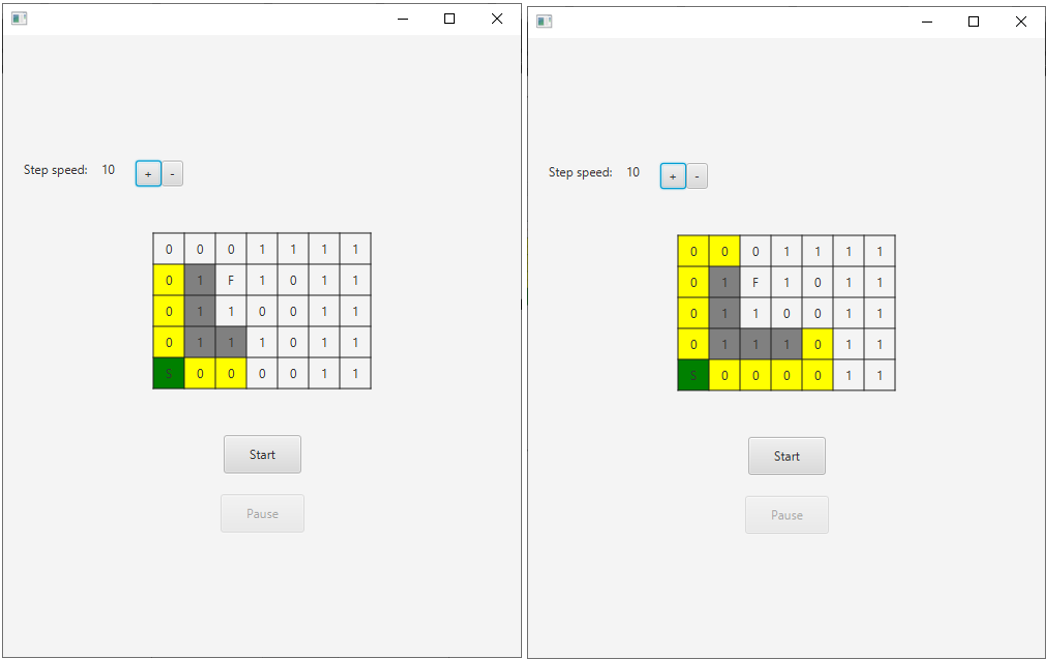 Step speed: 10 + -
0 0 0 1 1 1 1
0 1 F 1 0 1 1
0 1 1 0 0 1 1
0 1 1 1 0 1 1
S 0 0 0 0 1 1
Start
Pause
Step speed: 10 + -
0 0 0 1 1 1 1
0 1 F 1 0 1 1
0 1 1 0 0 1 1
0 1 1 1 0 1 1
S 0 0 0 0 1 1
Start
Pause